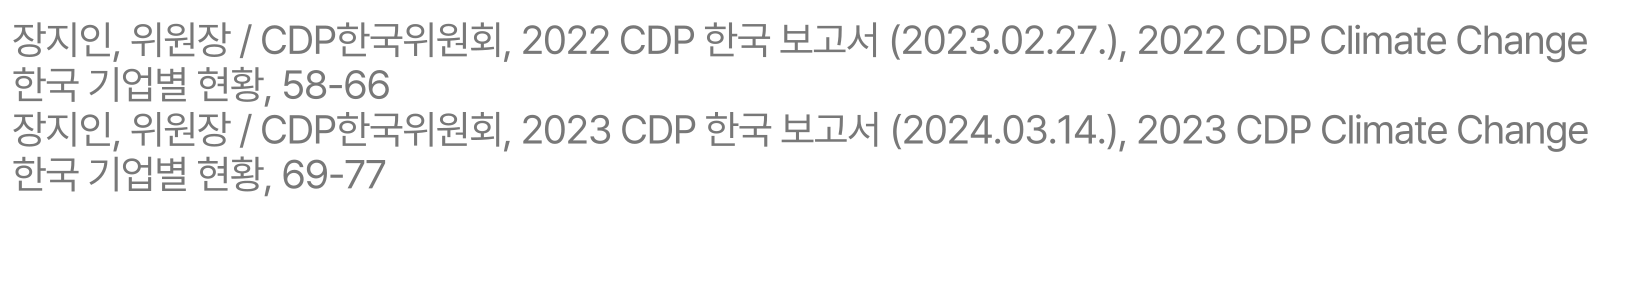 장지인, 위원장 / CDP한국위원회, 2022 CDP 한국 보고서 (2023.02.27.), 2022 CDP Climate Change
한국 기업별 현황, 58-66
장지인, 위원장 / CDP한국위원회, 2023 CDP 한국 보고서 (2024.03.14.), 2023 CDP Climate Change
한국 기업별 현황, 69-77